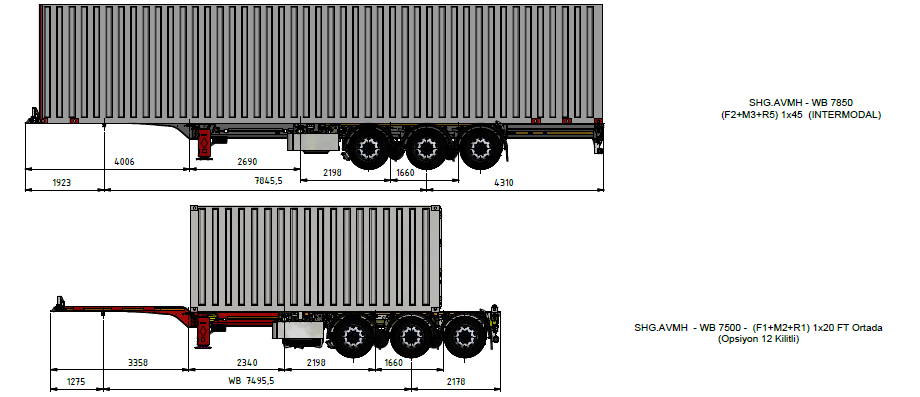 SHG.AVMH - WB 7850
(F2+M3+R5) 1x45 (INTERMODAL)
4006
2690
2198
1660
1923
7845,5
4310
SHG.AVMH - WB 7500 - (F1+M2+R1) 1x20 FT Ortada
(Opsiyon 12 Kilitli)
3358
2340
2198
1660
1275
WB 7495,5
2178